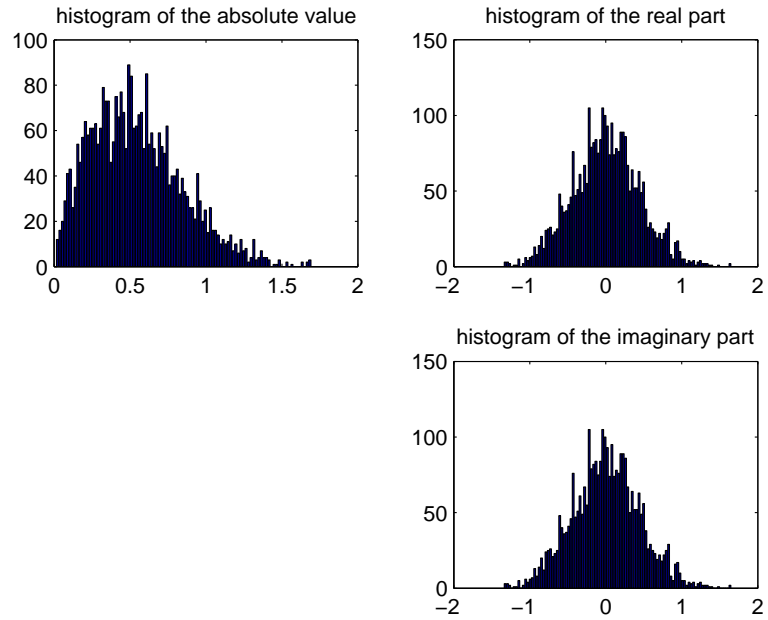 histogram of the absolute value
100
80
60
40
20
0
0 0.5 1 1.5 2
histogram of the real part
150
100
50
0
−2 −1 0 1 2
histogram of the imaginary part
150
100
50
0
−2 −1 0 1 2